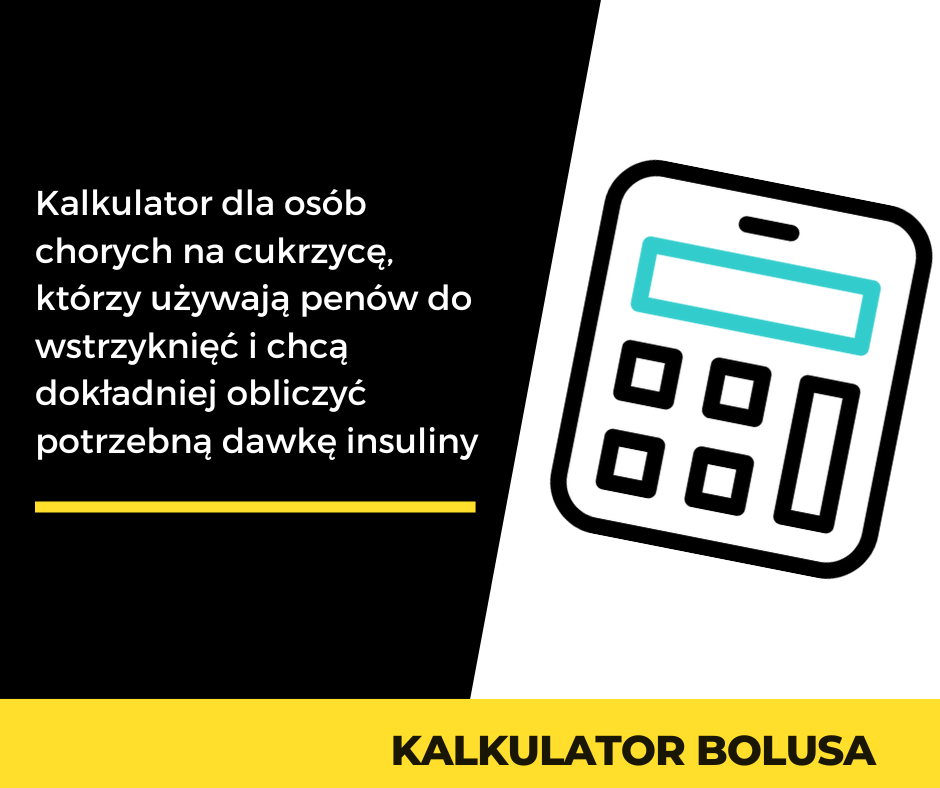 Kalkulator dla osób
chorych na cukrzycę,
którzy używają penów do
wstrzyknięć i chcą
dokładniej obliczyć
potrzebną dawkę insuliny
KALKULATOR BOLUSA